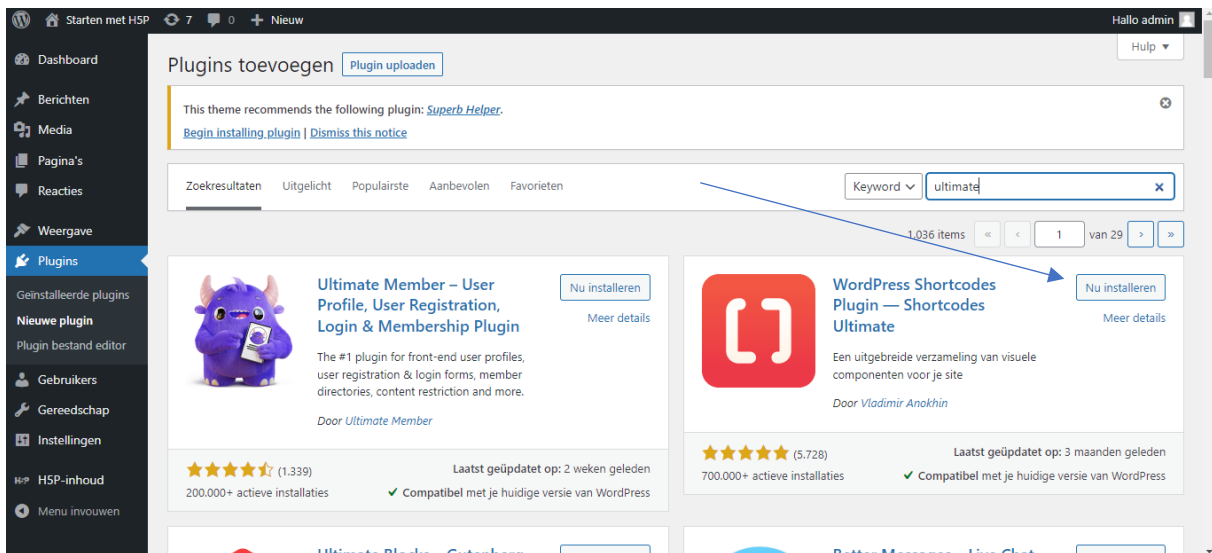 Starten met H5P 7 0 + Nieuw Hallo admin
Hulp ▼
Dashboard
Berichten
Media
Pagina's
Reacties
Weergave
Plugins
Geïnstalleerde plugins
Nieuwe plugin
Plugin bestand editor
Gebruikers
Gereedschap
Instellingen
H5P H5P-inhoud
Menu invouwen
Plugins toevoegen Plugin uploaden
This theme recommends the following plugin: Superb Helper.
Begin installing plugin | Dismiss this notice
Zoekresultaten Uitgelicht Populairste Aanbevolen Favorieten Keyword ultimate ×
1.036 items « ‹ 1 van 29 › »
Ultimate Member – User
Profile, User Registration,
Login & Membership Plugin
Nu installeren
Meer details
The #1 plugin for front-end user profiles,
user registration & login forms, member
directories, content restriction and more.
Door Ultimate Member
(1.339)
200.000+ actieve installaties
Laatst geüpdatet op: 2 weken geleden
✔ Compatibel met je huidige versie van WordPress
WordPress Shortcodes
Plugin — Shortcodes
Ultimate
Nu installeren
Meer details
Een uitgebreide verzameling van visuele
componenten voor je site
Door Vladimir Anokhin
(5.728)
700.000+ actieve installaties
Laatst geüpdatet op: 3 maanden geleden
✔ Compatibel met je huidige versie van WordPress
Ultimate Blocks – Gutenberg
Better Messages – Live Chat